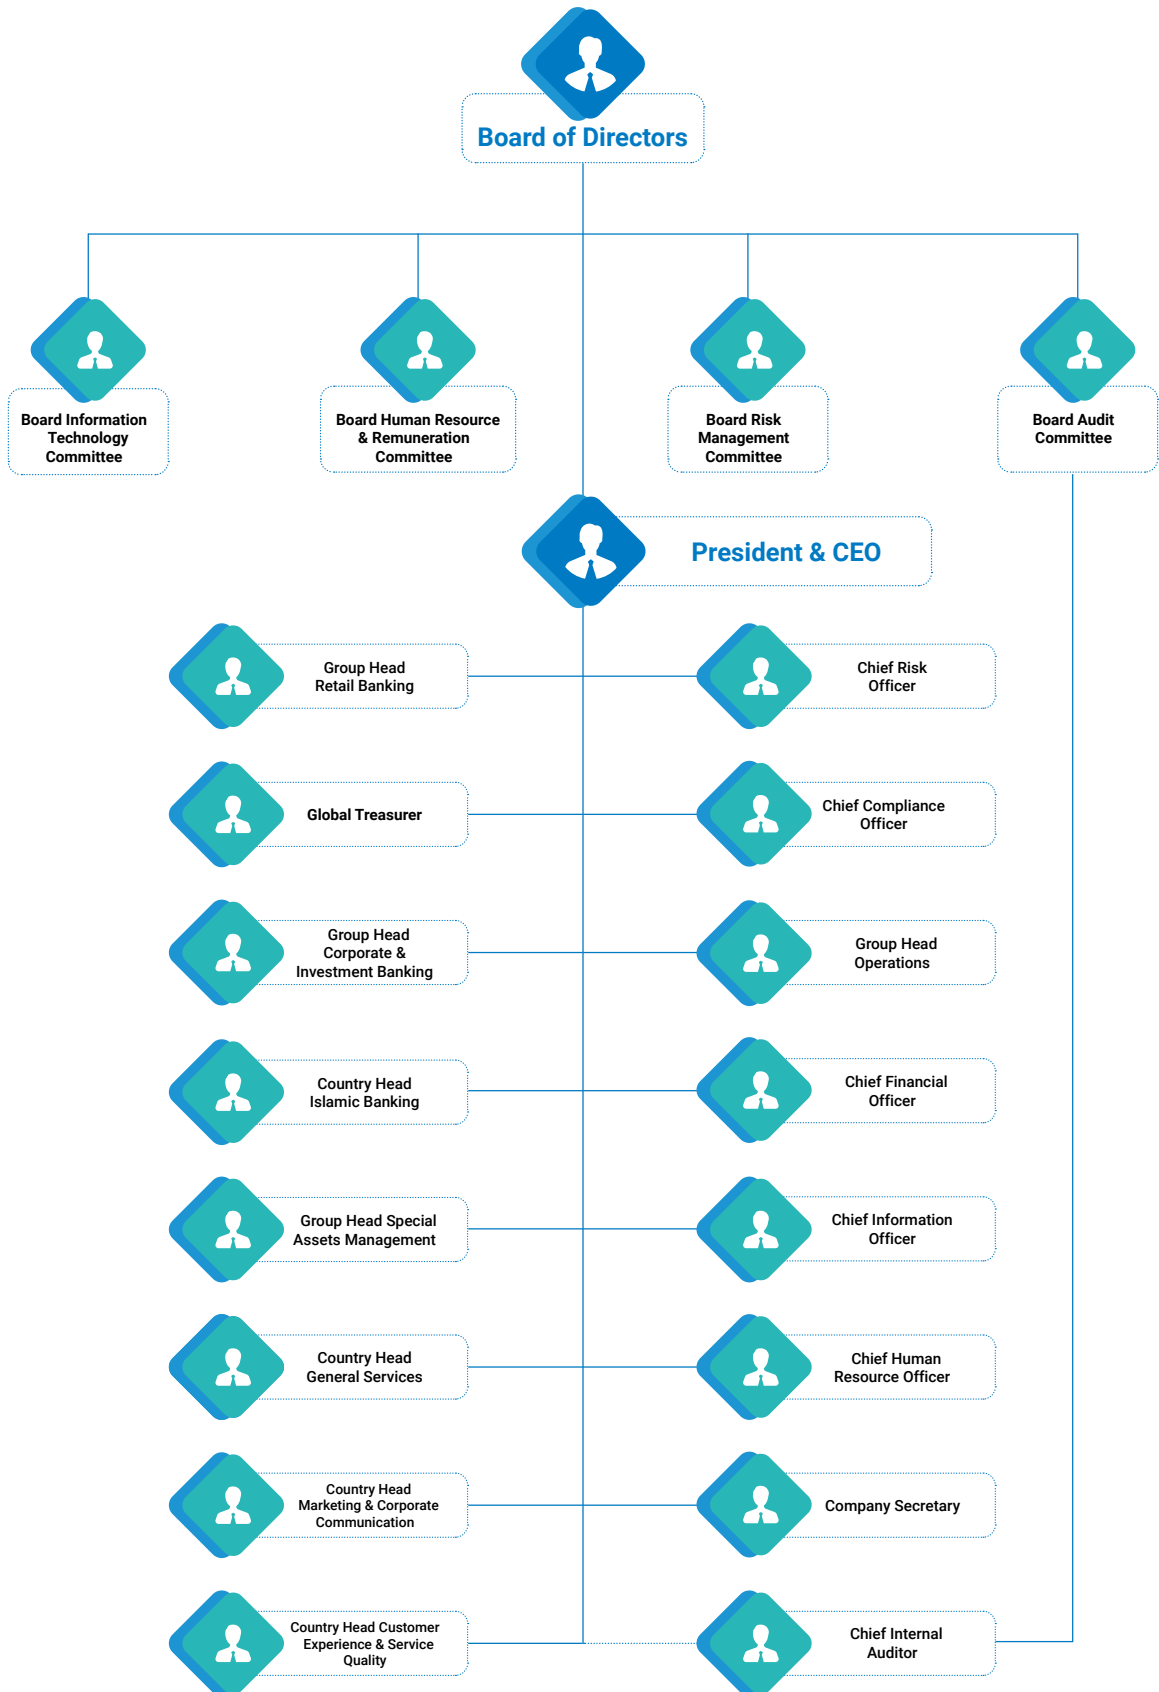 Board of Directors
Board Information
Technology
Committee
Board Human Resource
& Remuneration
Committee
Board Risk
Management
Committee
Board Audit
Committee
President & CEO
Group Head
Retail Banking
Chief Risk
Officer
Global Treasurer
Chief Compliance
Officer
Group Head
Corporate &
Investment Banking
Group Head
Operations
Country Head
Islamic Banking
Chief Financial
Officer
Group Head Special
Assets Management
Chief Information
Officer
Country Head
General Services
Chief Human
Resource Officer
Country Head
Marketing & Corporate
Communication
Company Secretary
Country Head Customer
Experience & Service
Quality
Chief Internal
Auditor